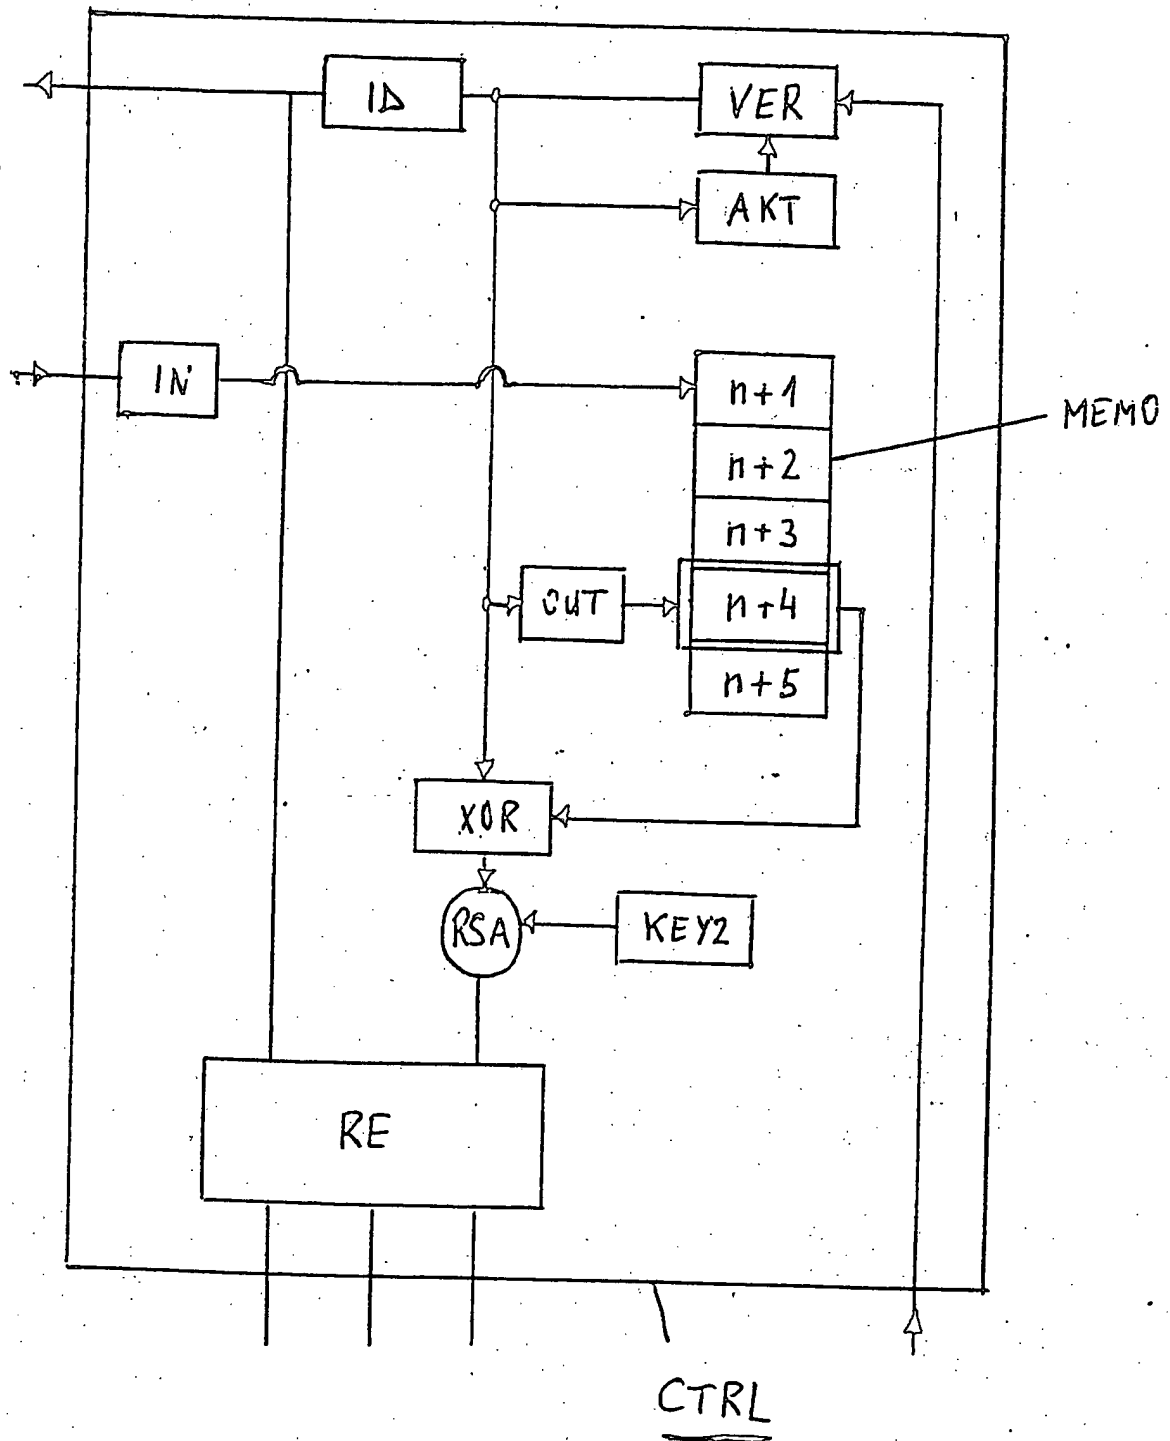 ID
VER
AKT
IN
n+1
MEMO
n+2
n+3
OUT
n+4
n+5
XOR
RSA
KEY2
RE
CTRL